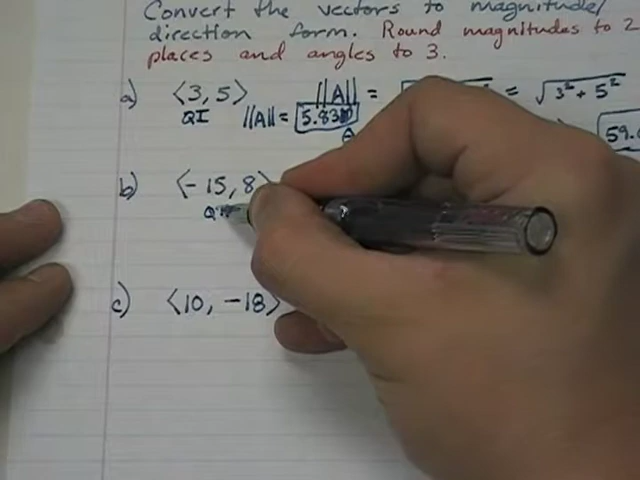 Convert the vectors to magnitude/
direction form. Round magnitudes to 2
places and angles to 3.
a) ⟨3, 5⟩ ||A|| = = √3² + 5²
QI ||A|| = 5.83 59.0
b) ⟨-15, 8⟩
c) ⟨10, -18⟩